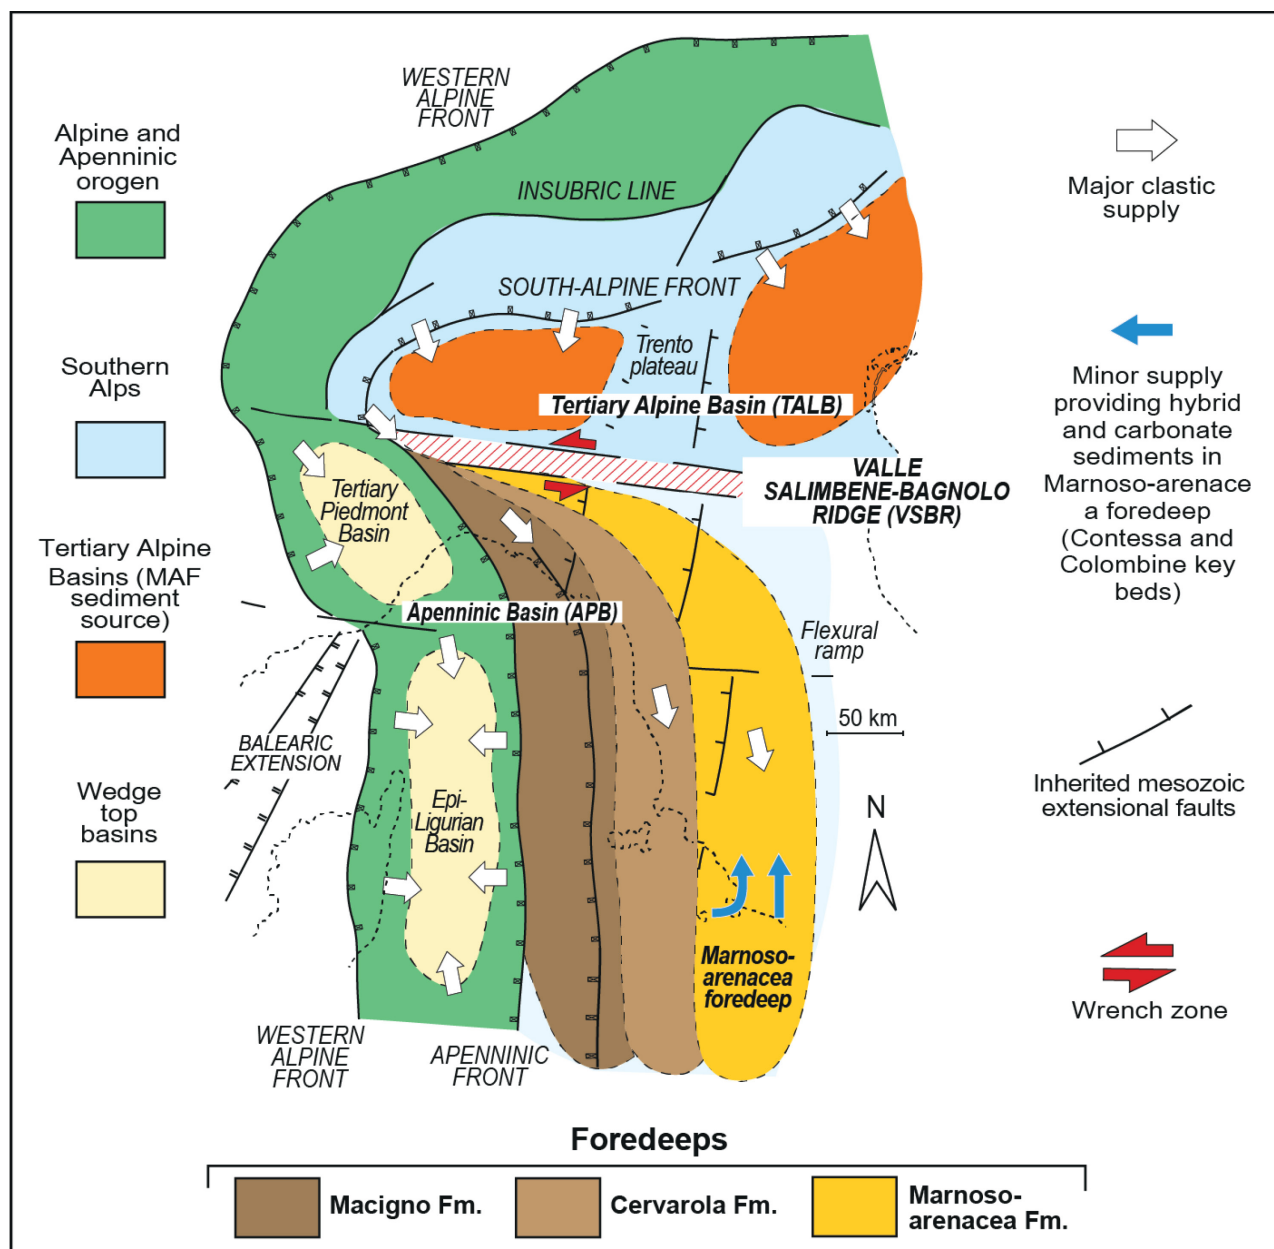 Alpine and
Apenninic
orogen
Southern
Alps
Tertiary Alpine
Basins (MAF
sediment
source)
Wedge
top
basins
WESTERN
ALPINE
FRONT
INSUBRIC LINE
SOUTH-ALPINE FRONT
Trento
plateau
Tertiary Alpine Basin (TALB)
VALLE
SALIMBENE-BAGNOLO
RIDGE (VSBR)
Tertiary
Piedmont
Basin
Apenninic Basin (APB)
Flexural
ramp
50 km
BALEARIC
EXTENSION
Epi-
Ligurian
Basin
N
Marnoso-
arenacea
foredeep
WESTERN
ALPINE
FRONT
APENNINIC
FRONT
Major clastic
supply
Minor supply
providing hybrid
and carbonate
sediments in
Marnoso-arenace
a foredeep
(Contessa and
Colombine key
beds)
Inherited mesozoic
extensional faults
Wrench zone
Foredeeps
Macigno Fm.
Cervarola Fm.
Marnoso-
arenacea Fm.